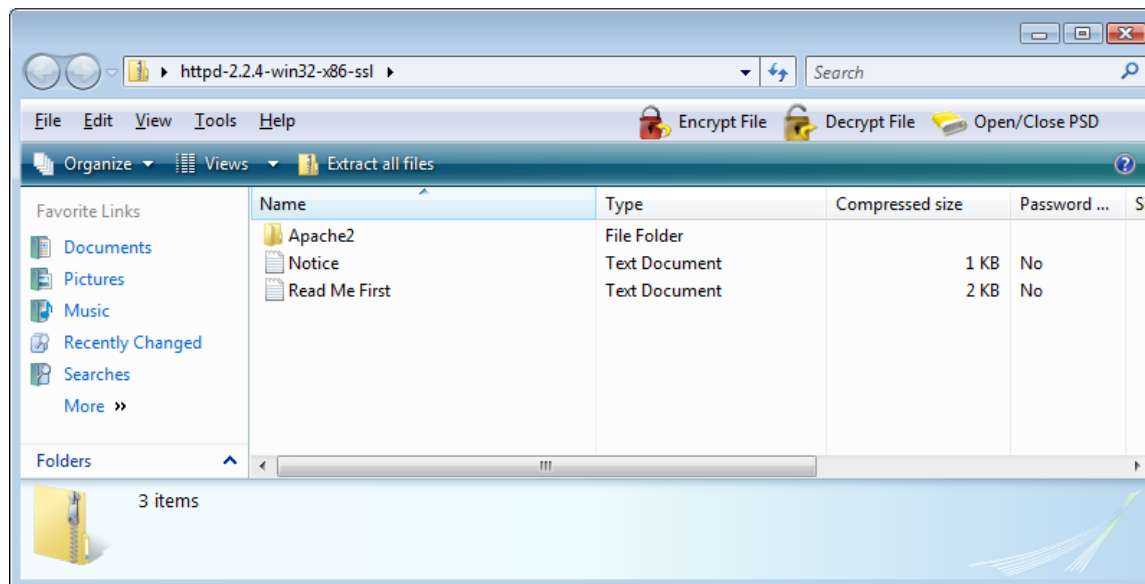 httpd-2.2.4-win32-x86-ssl
Search
File Edit View Tools Help
Encrypt File Decrypt File Open/Close PSD
Organize Views Extract all files
Favorite Links
Documents
Pictures
Music
Recently Changed
Searches
More »
Folders
Name Type Compressed size Password ... S
Apache2 File Folder
Notice Text Document 1 KB No
Read Me First Text Document 2 KB No
3 items